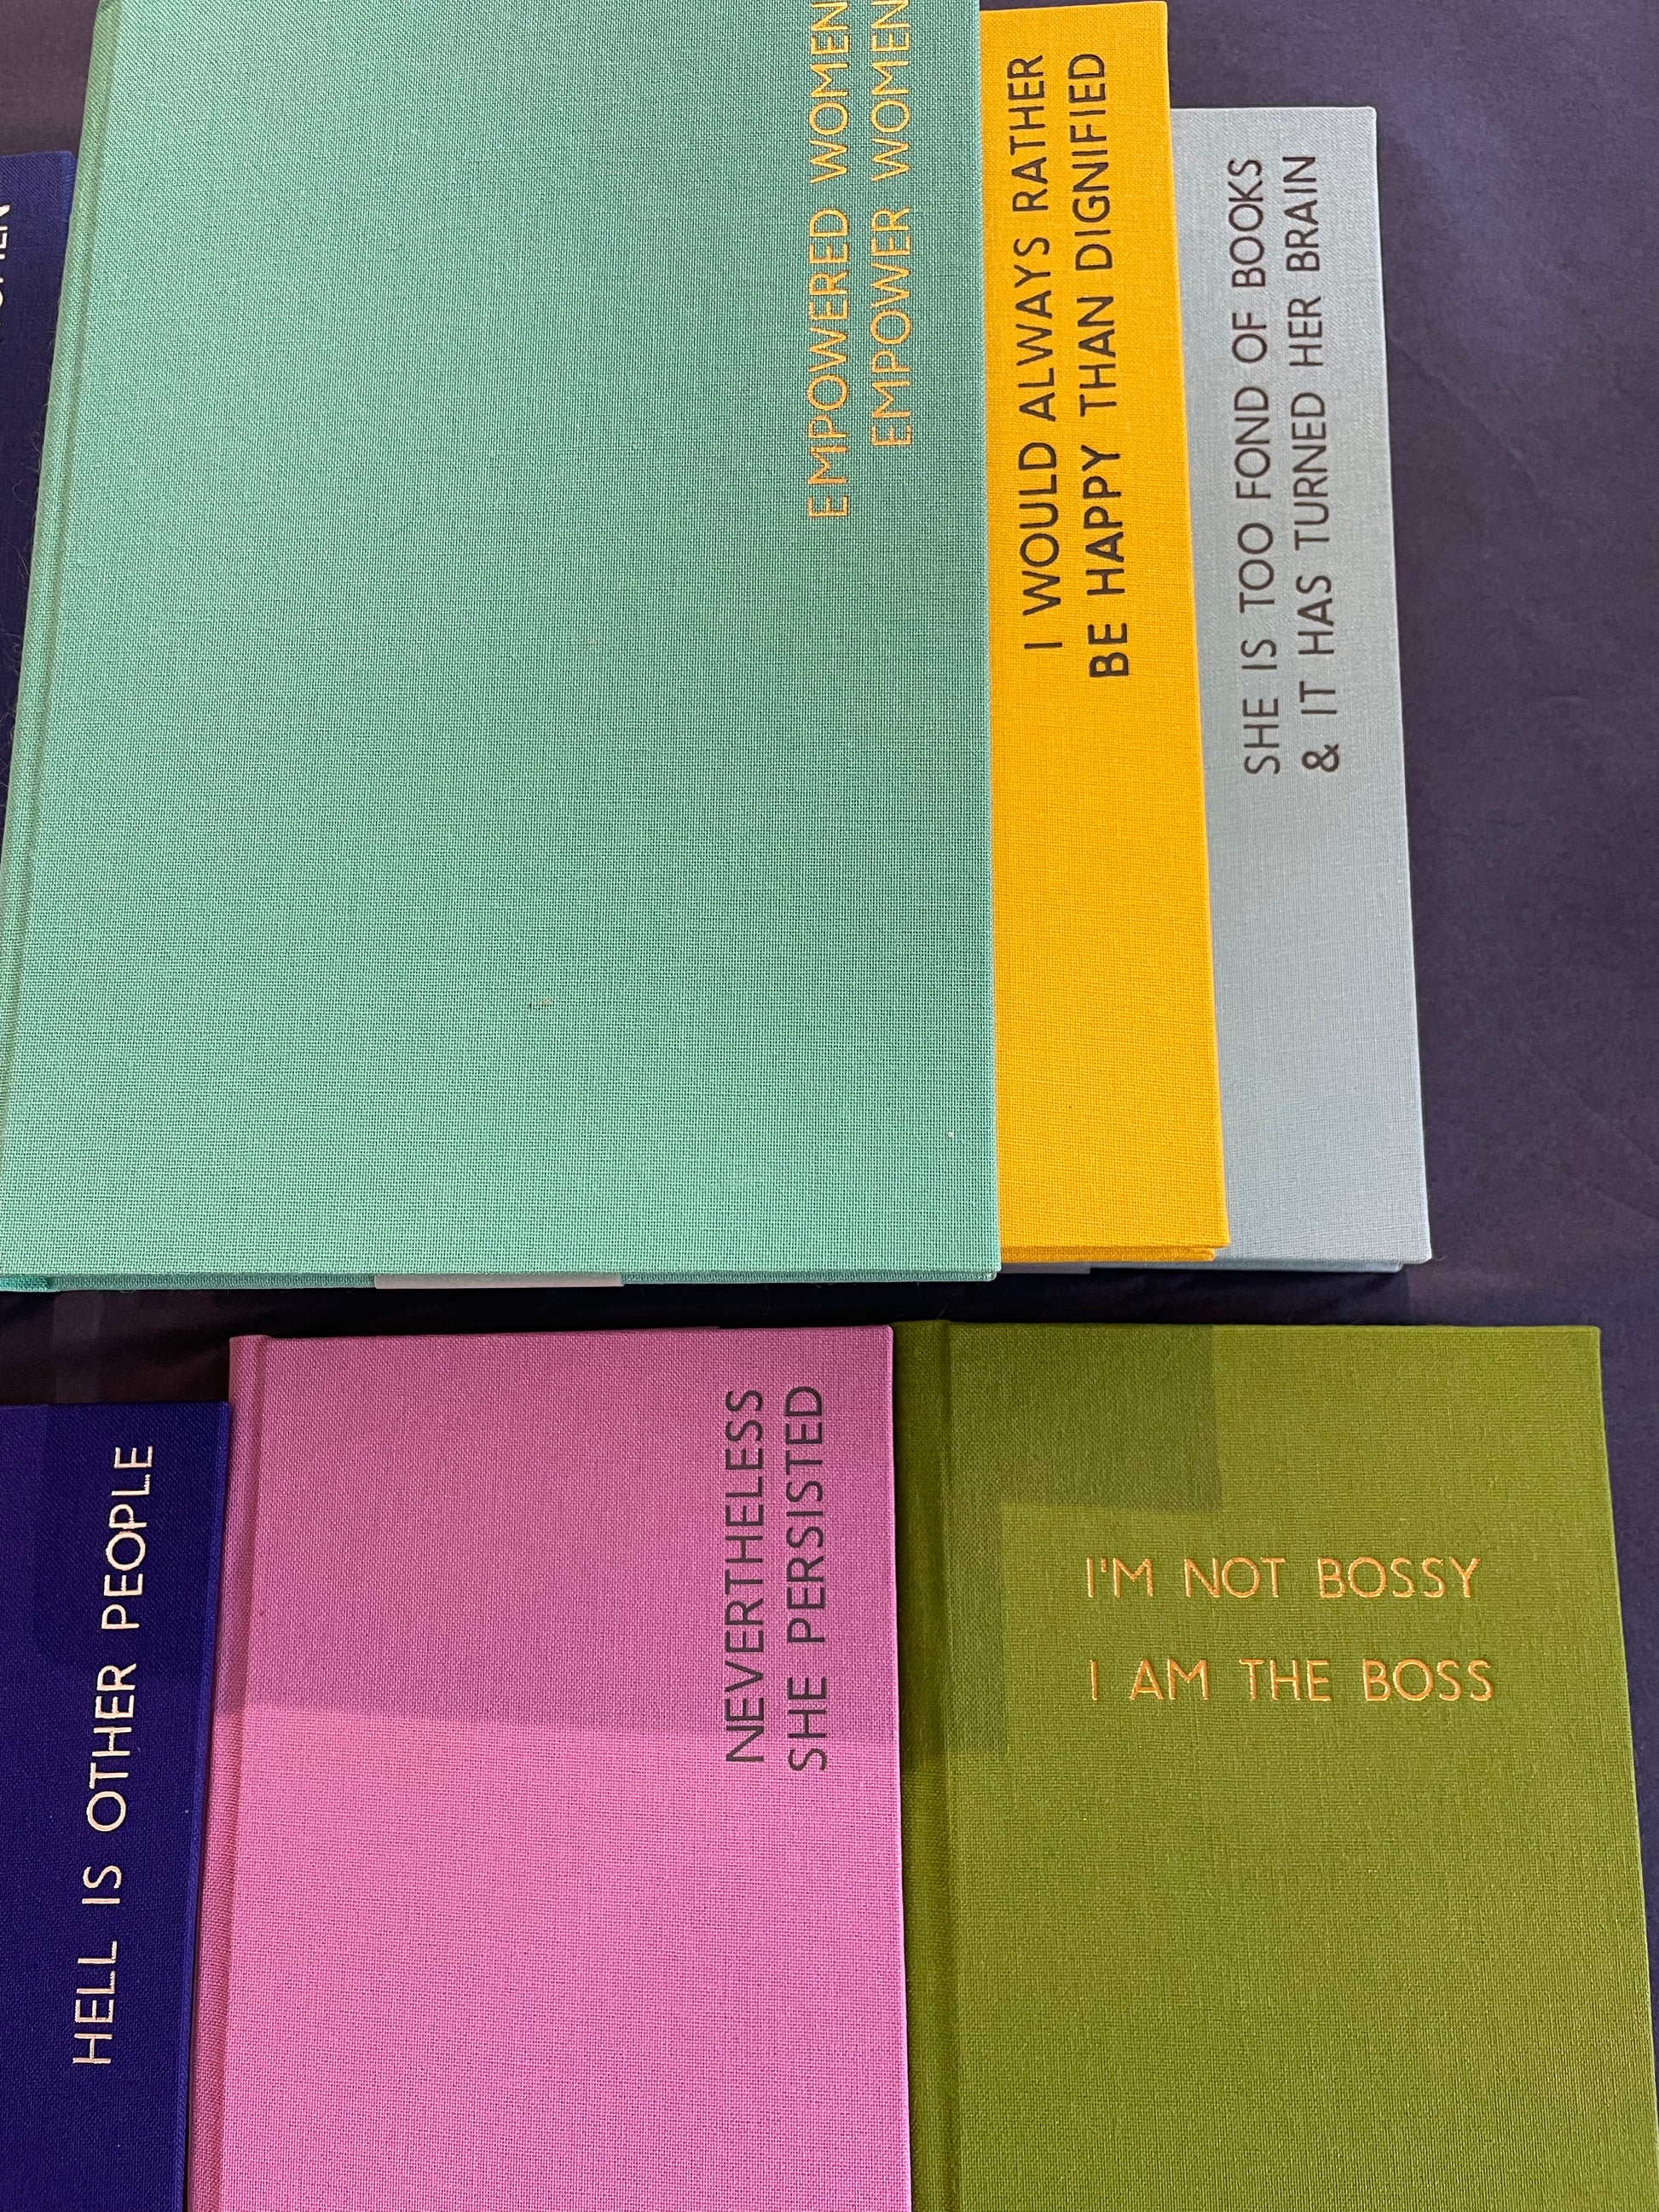 EMPOWERED WOMEN
EMPOWER WOMEN
I WOULD ALWAYS RATHER
BE HAPPY THAN DIGNIFIED
SHE IS TOO FOND OF BOOKS
& IT HAS TURNED HER BRAIN
HELL IS OTHER PEOPLE
NEVERTHELESS
SHE PERSISTED
I'M NOT BOSSY
I AM THE BOSS